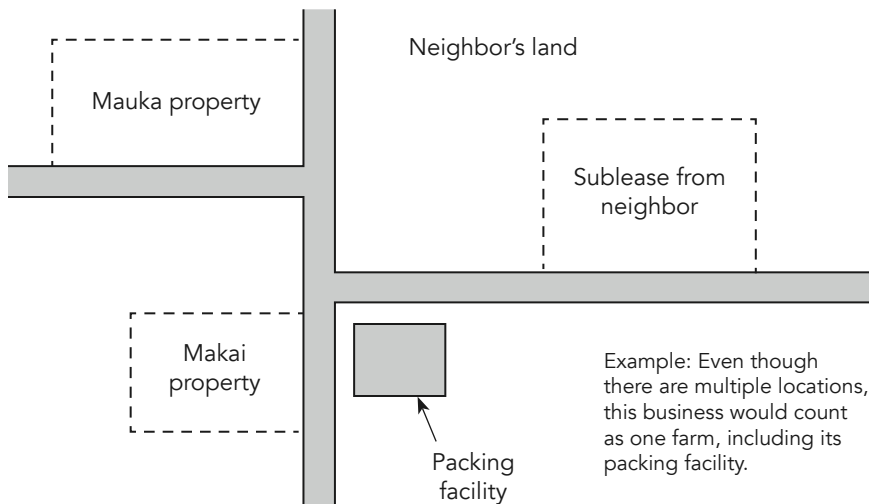 Neighbor's land
Mauka property
Sublease from
neighbor
Makai
property
Packing
facility
Example: Even though
there are multiple locations,
this business would count
as one farm, including its
packing facility.